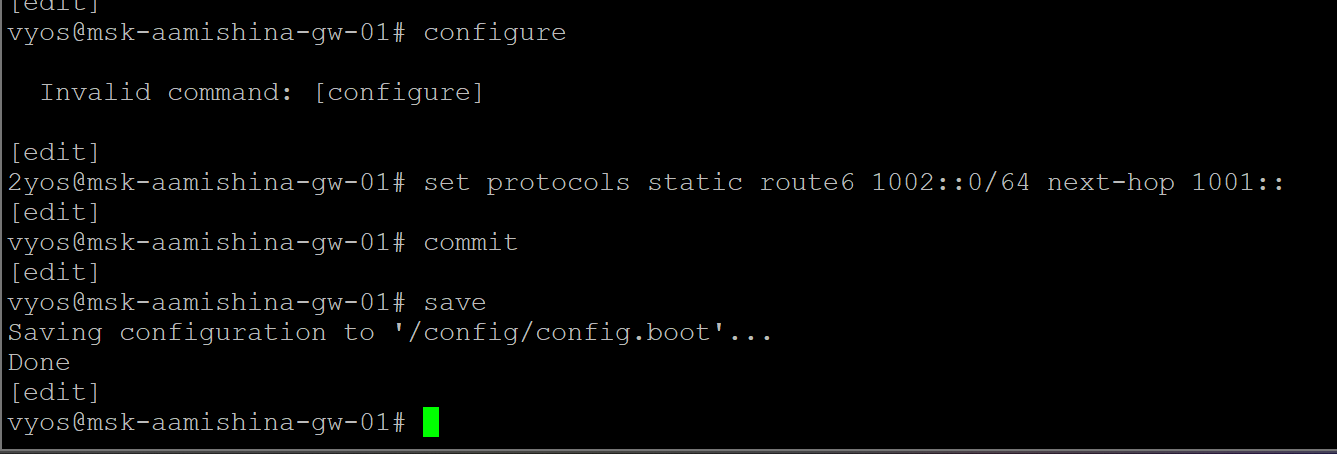 [edit]
vyos@msk-aamishina-gw-01# configure
Invalid command: [configure]
[edit]
2yos@msk-aamishina-gw-01# set protocols static route6 1002::0/64 next-hop 1001::
[edit]
vyos@msk-aamishina-gw-01# commit
[edit]
vyos@msk-aamishina-gw-01# save
Saving configuration to '/config/config.boot'...
Done
[edit]
vyos@msk-aamishina-gw-01#